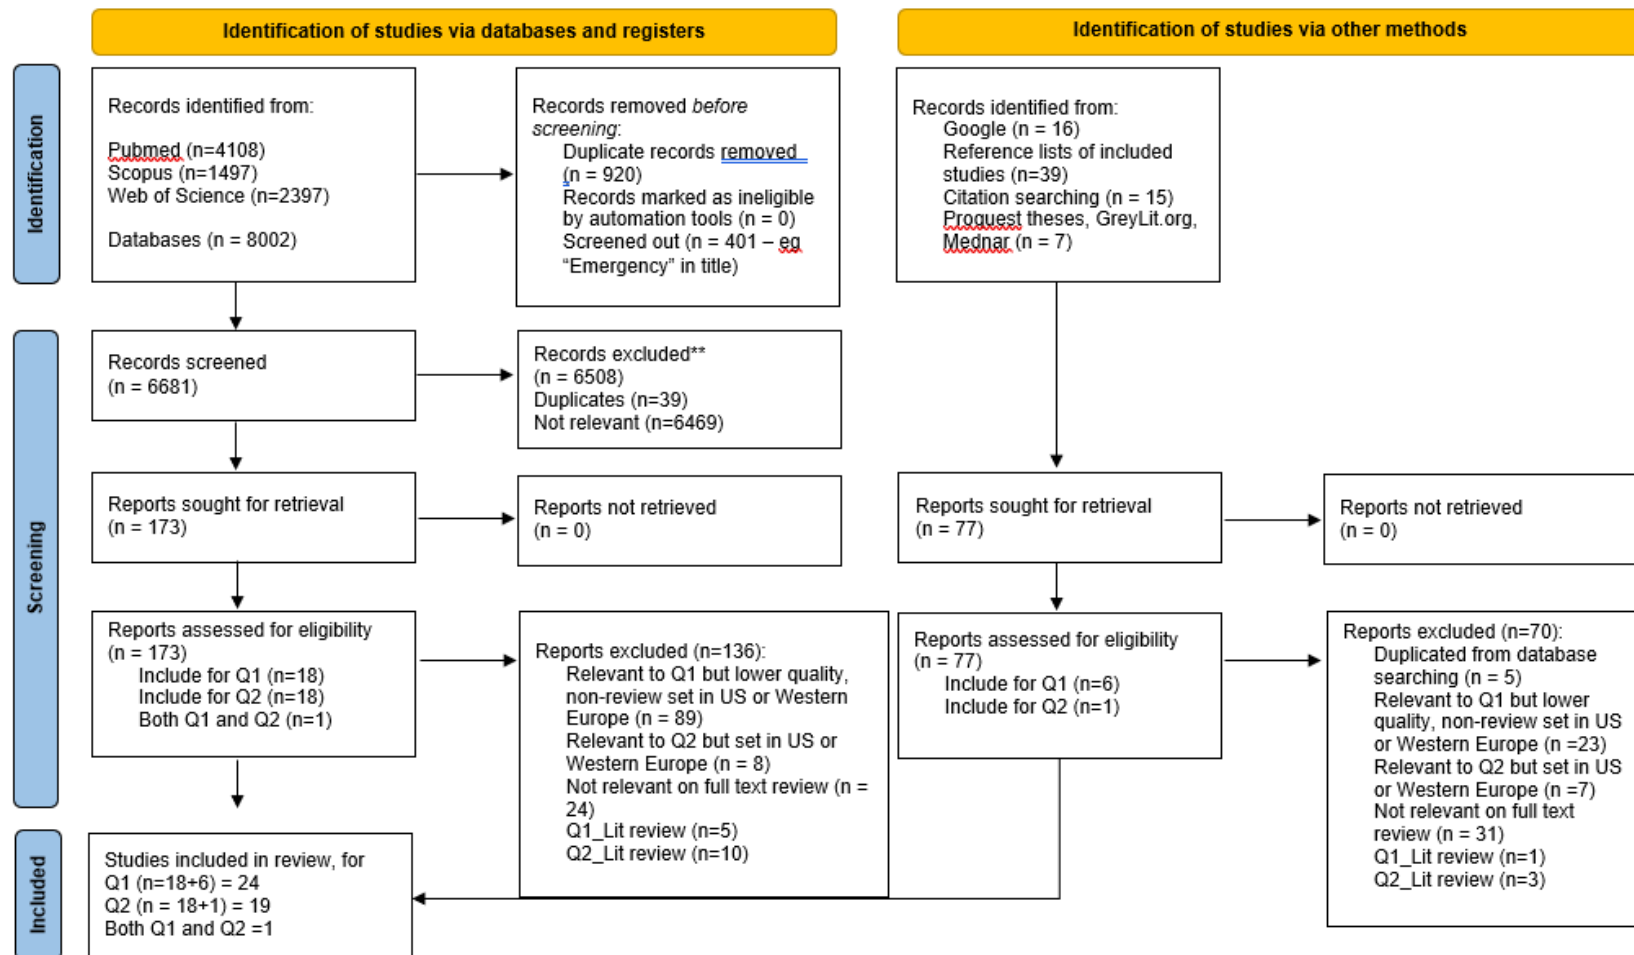 Identification of studies via databases and registers
Identification of studies via other methods
Identification
Records identified from:
Pubmed (n=4108)
Scopus (n=1497)
Web of Science (n=2397)
Databases (n = 8002)
Records removed before
screening:
Duplicate records removed
(n = 920)
Records marked as ineligible
by automation tools (n = 0)
Screened out (n = 401 – eg
“Emergency” in title)
Records identified from:
Google (n = 16)
Reference lists of included
studies (n=39)
Citation searching (n = 15)
Proquest theses, GreyLit.org,
Mednar (n = 7)
Screening
Records screened
(n = 6681)
Records excluded**
(n = 6508)
Duplicates (n=39)
Not relevant (n=6469)
Reports sought for retrieval
(n = 173)
Reports not retrieved
(n = 0)
Reports sought for retrieval
(n = 77)
Reports not retrieved
(n = 0)
Reports assessed for eligibility
(n = 173)
Include for Q1 (n=18)
Include for Q2 (n=18)
Both Q1 and Q2 (n=1)
Reports excluded (n=136):
Relevant to Q1 but lower quality,
non-review set in US or Western
Europe (n = 89)
Relevant to Q2 but set in US or
Western Europe (n = 8)
Not relevant on full text review (n =
24)
Q1_Lit review (n=5)
Q2_Lit review (n=10)
Reports assessed for eligibility
(n = 77)
Include for Q1 (n=6)
Include for Q2 (n=1)
Reports excluded (n=70):
Duplicated from database
searching (n = 5)
Relevant to Q1 but lower
quality, non-review set in US
or Western Europe (n =23)
Relevant to Q2 but set in US
or Western Europe (n =7)
Not relevant on full text
review (n = 31)
Q1_Lit review (n=1)
Q2_Lit review (n=3)
Included
Studies included in review, for
Q1 (n=18+6) = 24
Q2 (n = 18+1) = 19
Both Q1 and Q2 =1